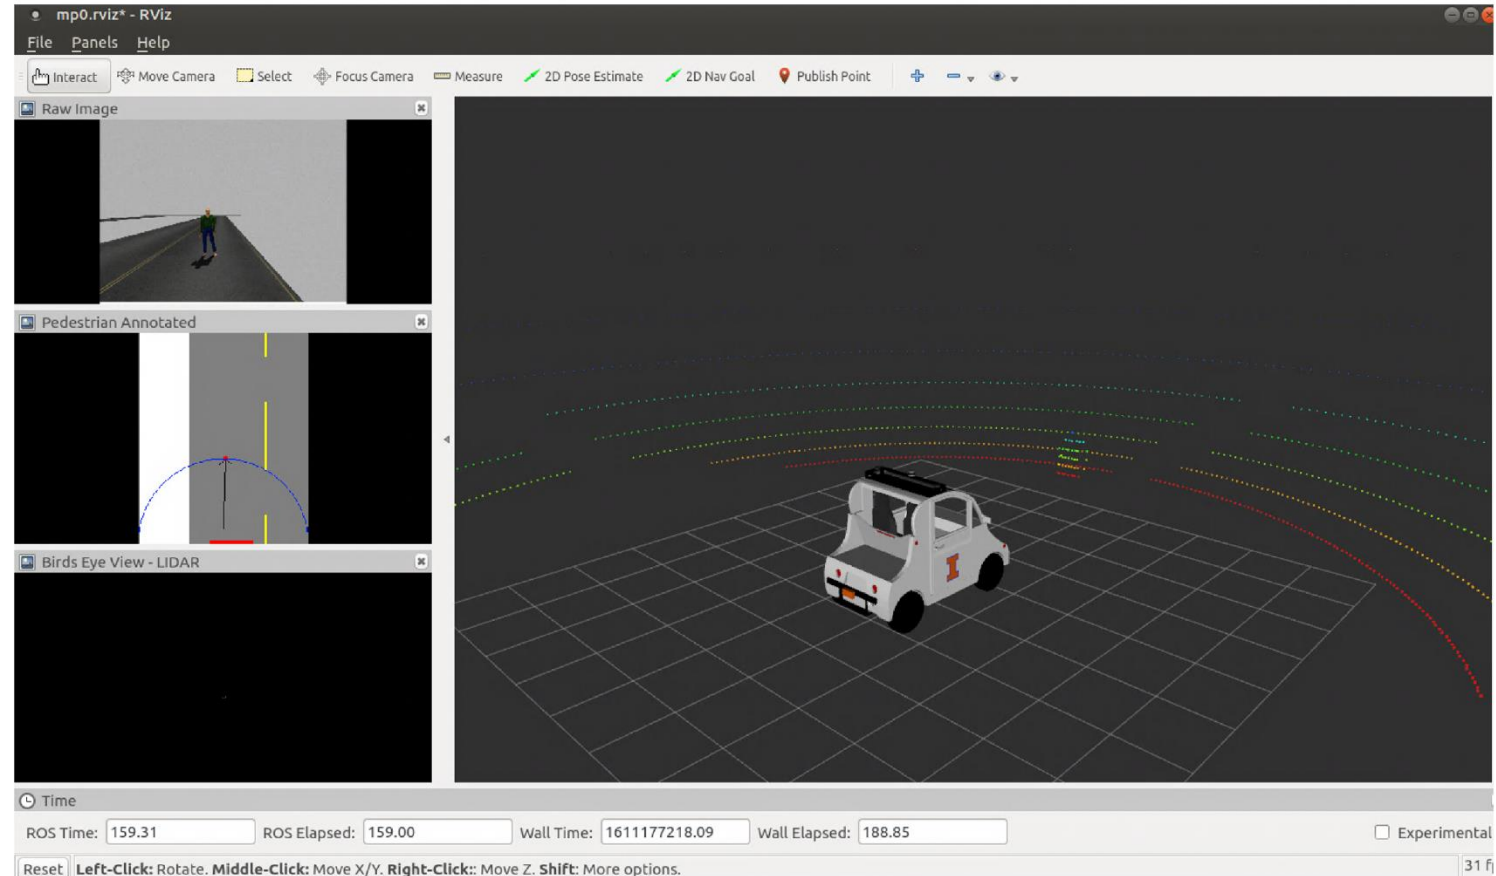 mp0.rviz* - RViz
File Panels Help
Interact Move Camera Select Focus Camera Measure 2D Pose Estimate 2D Nav Goal Publish Point
Raw Image
Pedestrian Annotated
Birds Eye View - LIDAR
I
Time
ROS Time: 159.31 ROS Elapsed: 159.00 Wall Time: 1611177218.09 Wall Elapsed: 188.85 Experimental
Reset Left-Click: Rotate. Middle-Click: Move X/Y. Right-Click:: Move Z. Shift: More options. 31 f